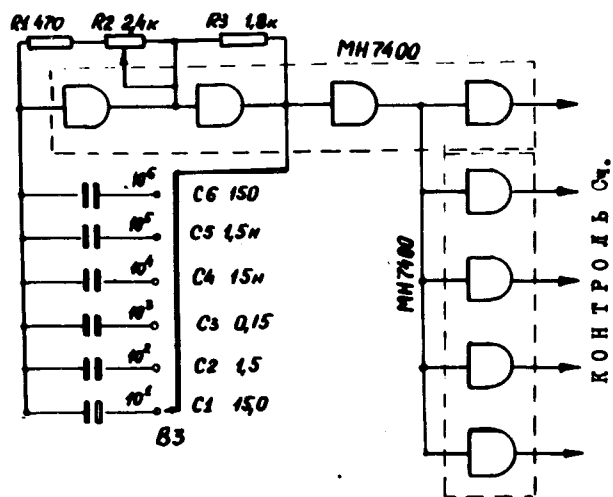 R1 470 R2 2,4к R3 1,8к
МН7400
10⁶ C6 150
10⁵ C5 1,5н
10⁴ C4 15н
10³ C3 0,15
10² C2 1,5
10¹ C1 15,0
В3
МН7400
КОНТРОЛЬ Сч.